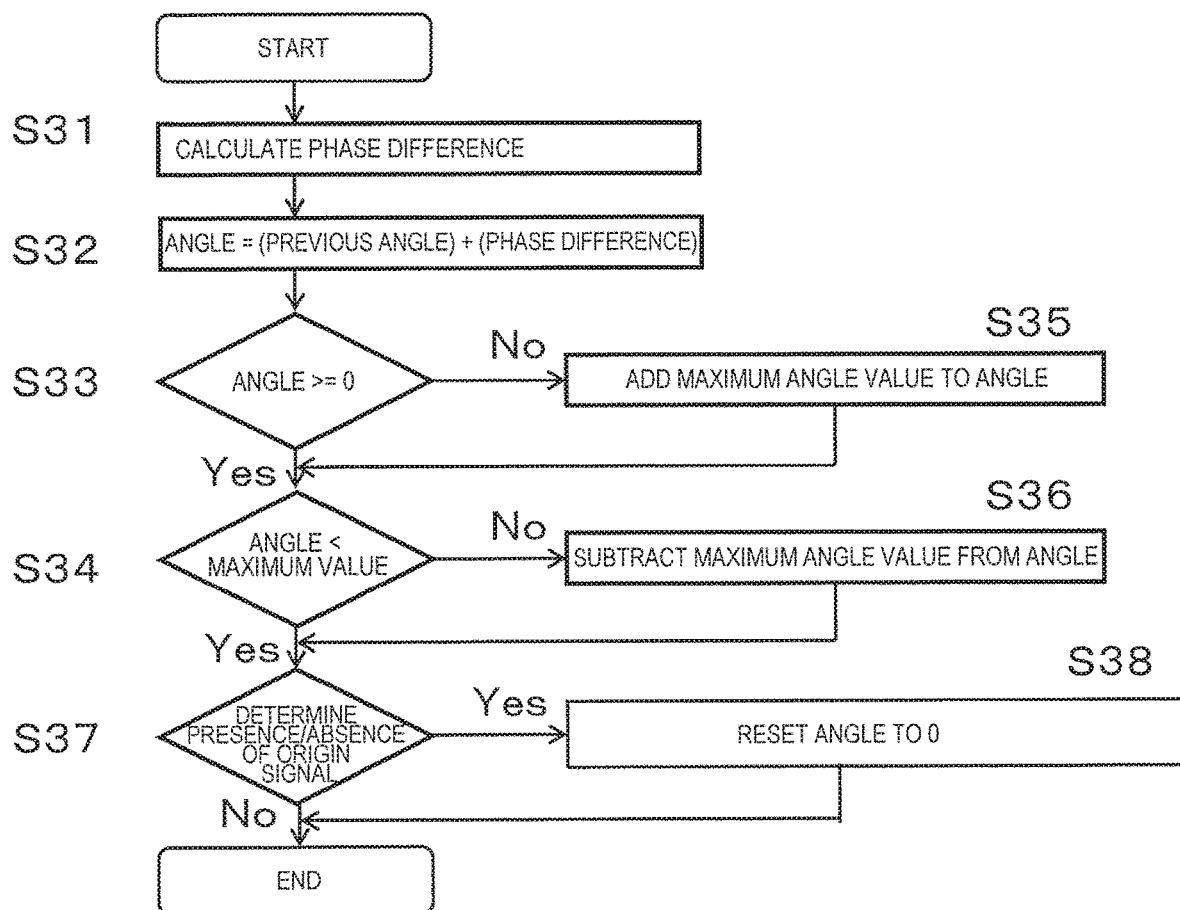 START
S31
CALCULATE PHASE DIFFERENCE
S32
ANGLE = (PREVIOUS ANGLE) + (PHASE DIFFERENCE)
S33
ANGLE >= 0
No
S35
ADD MAXIMUM ANGLE VALUE TO ANGLE
Yes
S34
ANGLE <
MAXIMUM VALUE
No
S36
SUBTRACT MAXIMUM ANGLE VALUE FROM ANGLE
Yes
S37
DETERMINE
PRESENCE/ABSENCE
OF ORIGIN
SIGNAL
Yes
S38
RESET ANGLE TO 0
No
END